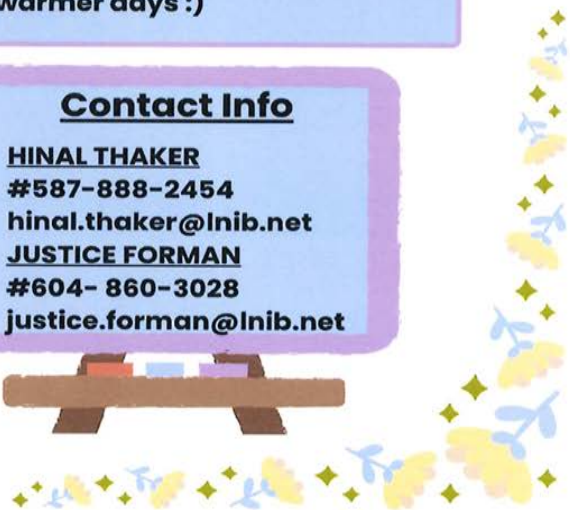 warmer days :)
Contact Info
HINAL THAKER
#587-888-2454
hinal.thaker@lnib.net
JUSTICE FORMAN
#604- 860-3028
justice.forman@lnib.net